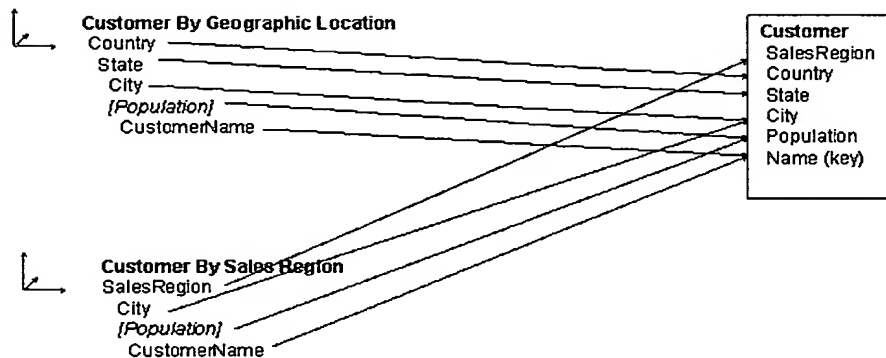 Customer By Geographic Location
Country
State
City
[Population]
CustomerName
Customer
SalesRegion
Country
State
City
Population
Name (key)
Customer By Sales Region
SalesRegion
City
[Population]
CustomerName